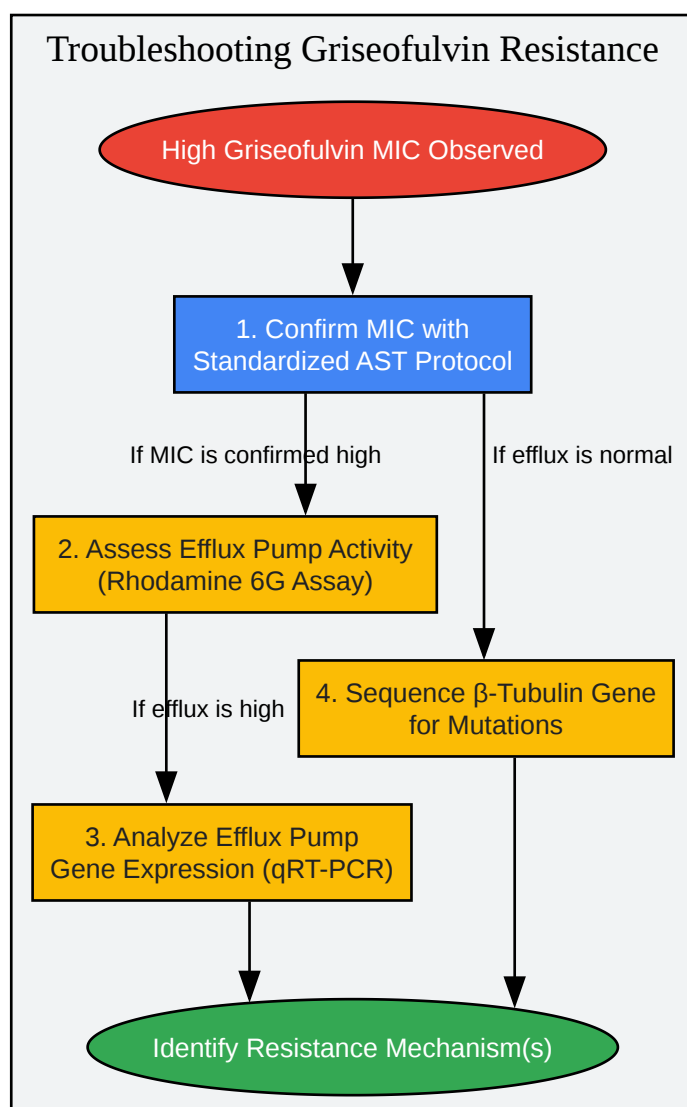 Troubleshooting Griseofulvin Resistance
High Griseofulvin MIC Observed
1. Confirm MIC with
Standardized AST Protocol
If MIC is confirmed high
If efflux is normal
2. Assess Efflux Pump Activity
(Rhodamine 6G Assay)
If efflux is high
4. Sequence β-Tubulin Gene
for Mutations
3. Analyze Efflux Pump
Gene Expression (qRT-PCR)
Identify Resistance Mechanism(s)